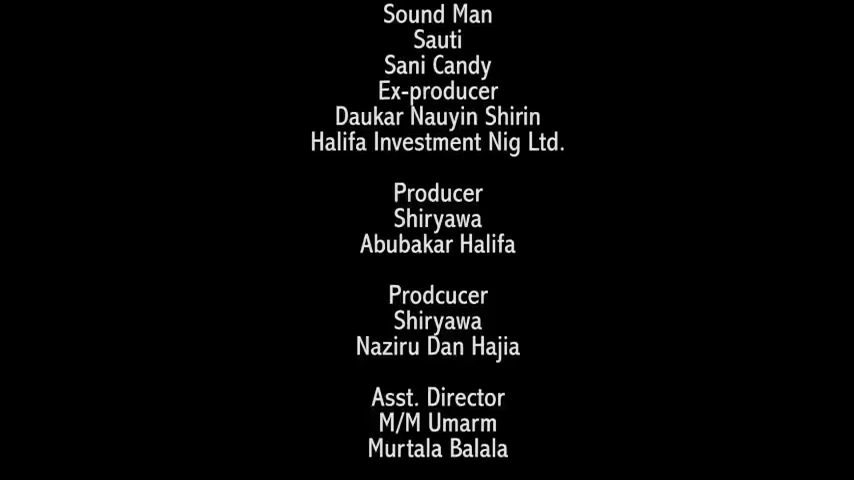 Sound Man
Sauti
Sani Candy
Ex-producer
Daukar Nauyin Shirin
Halifa Investment Nig Ltd.
Producer
Shiryawa
Abubakar Halifa
Prodcucer
Shiryawa
Naziru Dan Hajia
Asst. Director
M/M Umarm
Murtala Balala